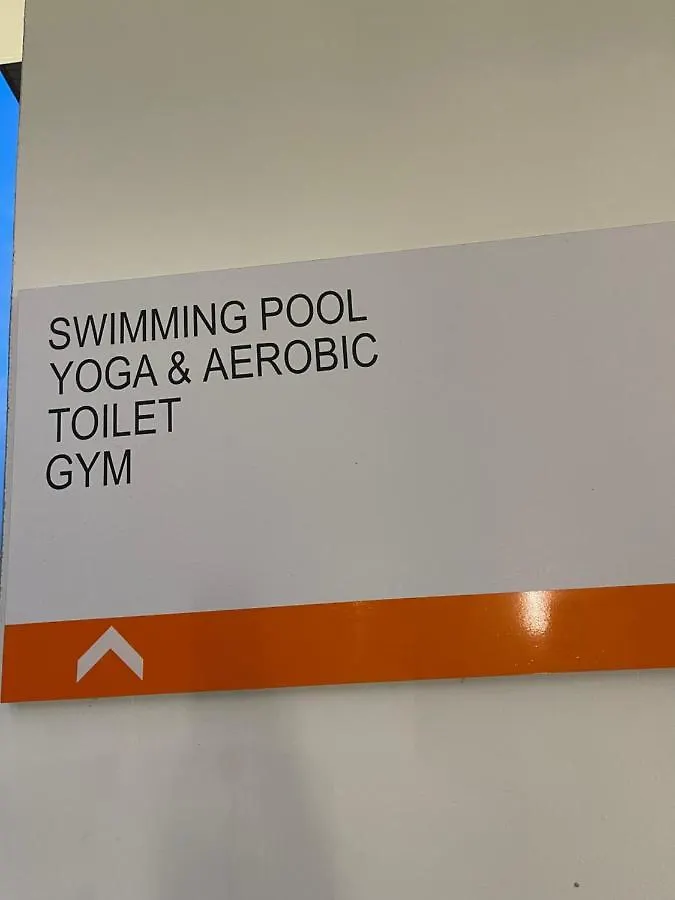 SWIMMING POOL
YOGA & AEROBIC
TOILET
GYM